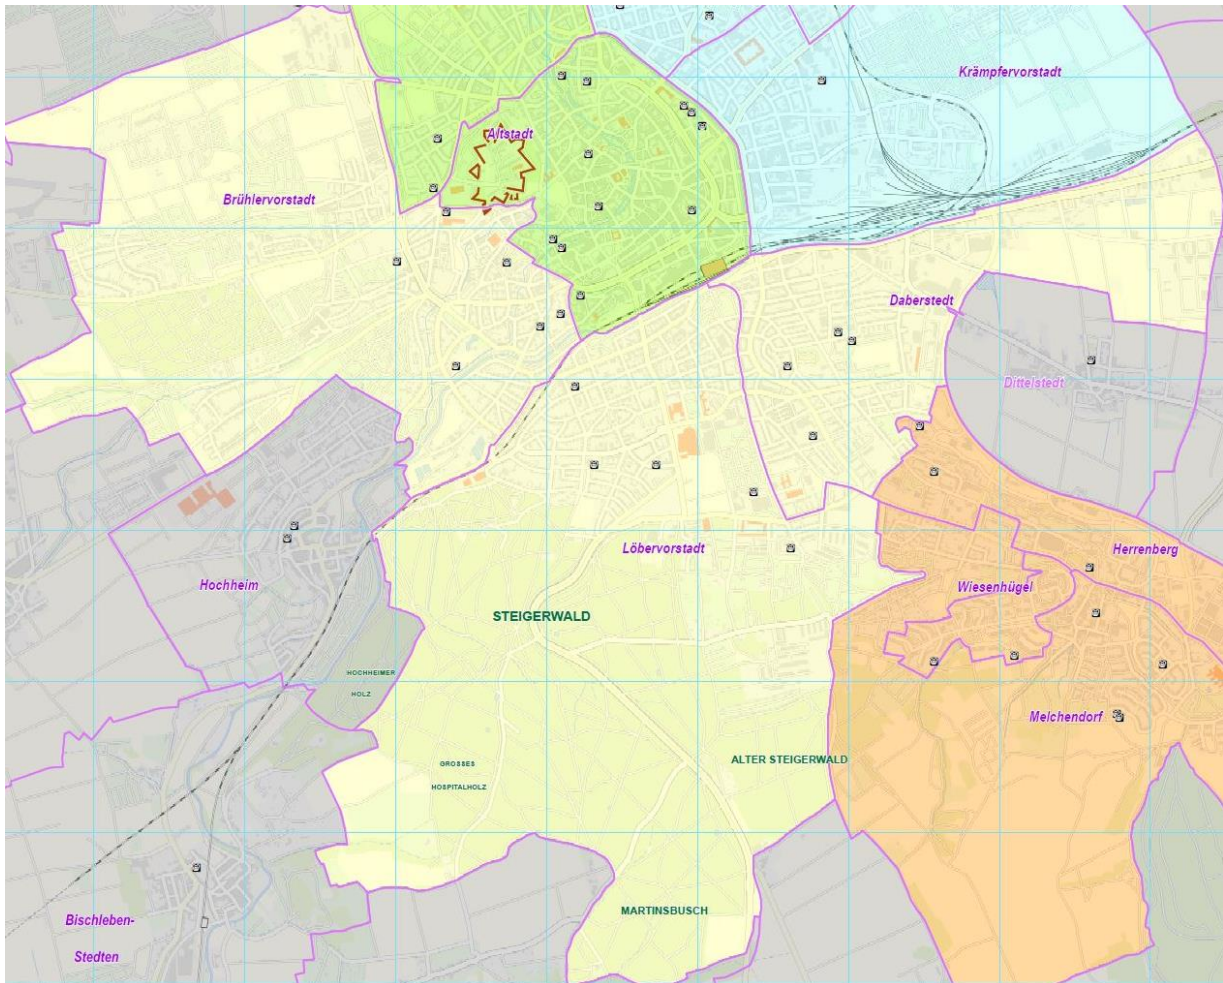 Krämpfervorstadt
Altstadt
Brühlervorstadt
Daberstedt
Dittelstedt
Löbervorstadt
Herrenberg
Hochheim
Wiesenhügel
STEIGERWALD
HOCHHEIMER
HOLZ
Melchendorf
GROSSES
HOSPITALHOLZ
ALTER STEIGERWALD
MARTINSBUSCH
Bischleben-
Stedten